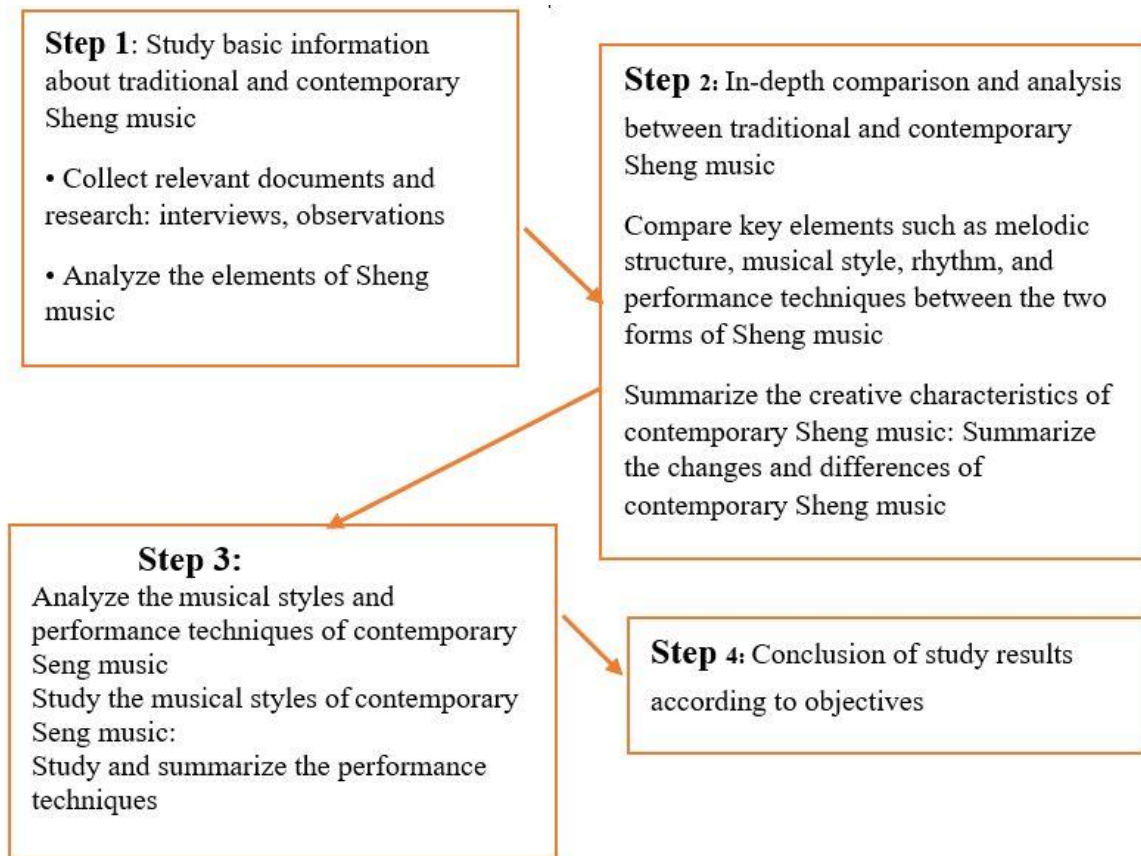 Step 1: Study basic information
about traditional and contemporary
Sheng music
• Collect relevant documents and
research: interviews, observations
• Analyze the elements of Sheng
music
Step 2: In-depth comparison and analysis
between traditional and contemporary
Sheng music
Compare key elements such as melodic
structure, musical style, rhythm, and
performance techniques between the two
forms of Sheng music
Summarize the creative characteristics of
contemporary Sheng music: Summarize
the changes and differences of
contemporary Sheng music
Step 3:
Analyze the musical styles and
performance techniques of contemporary
Seng music
Study the musical styles of contemporary
Seng music:
Study and summarize the performance
techniques
Step 4: Conclusion of study results
according to objectives